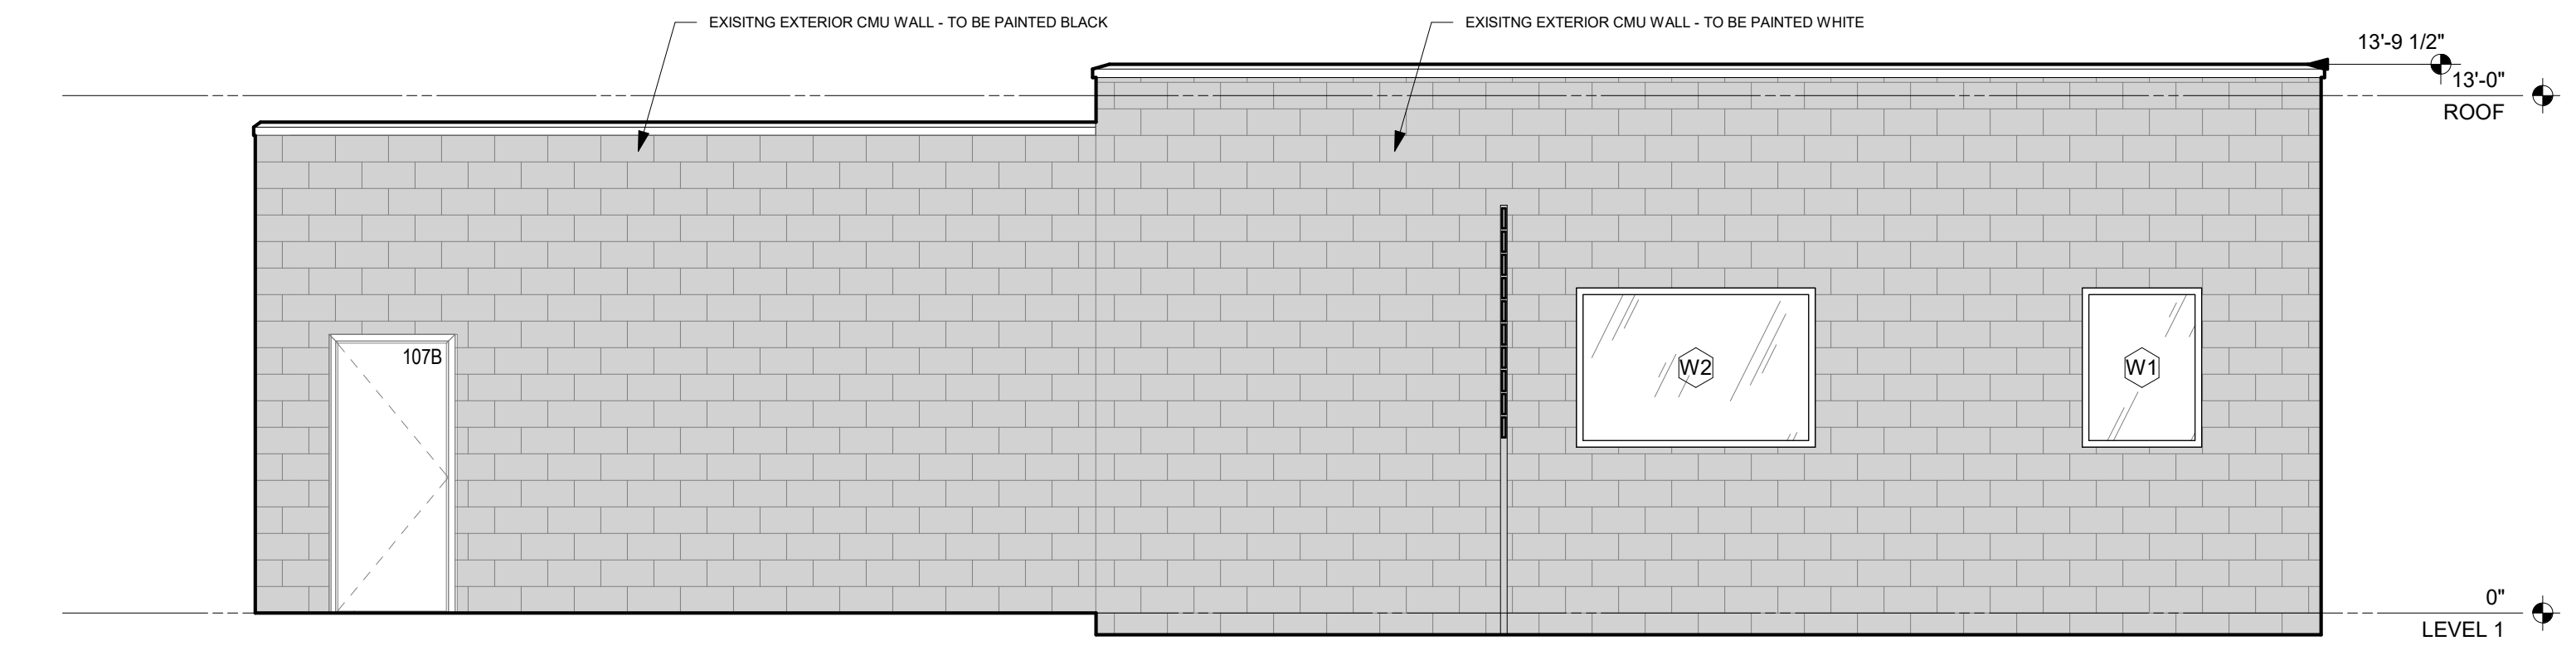 EXISITNG EXTERIOR CMU WALL - TO BE PAINTED BLACK
EXISITNG EXTERIOR CMU WALL - TO BE PAINTED WHITE
13'-9 1/2"
13'-0"
ROOF
107B
W2
W1
0"
LEVEL 1